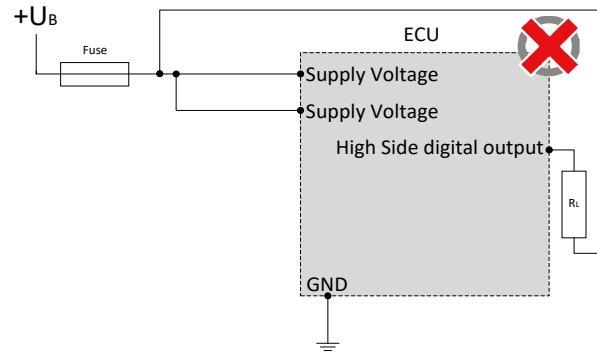 +UB
Fuse
ECU
Supply Voltage
Supply Voltage
High Side digital output
RL
GND